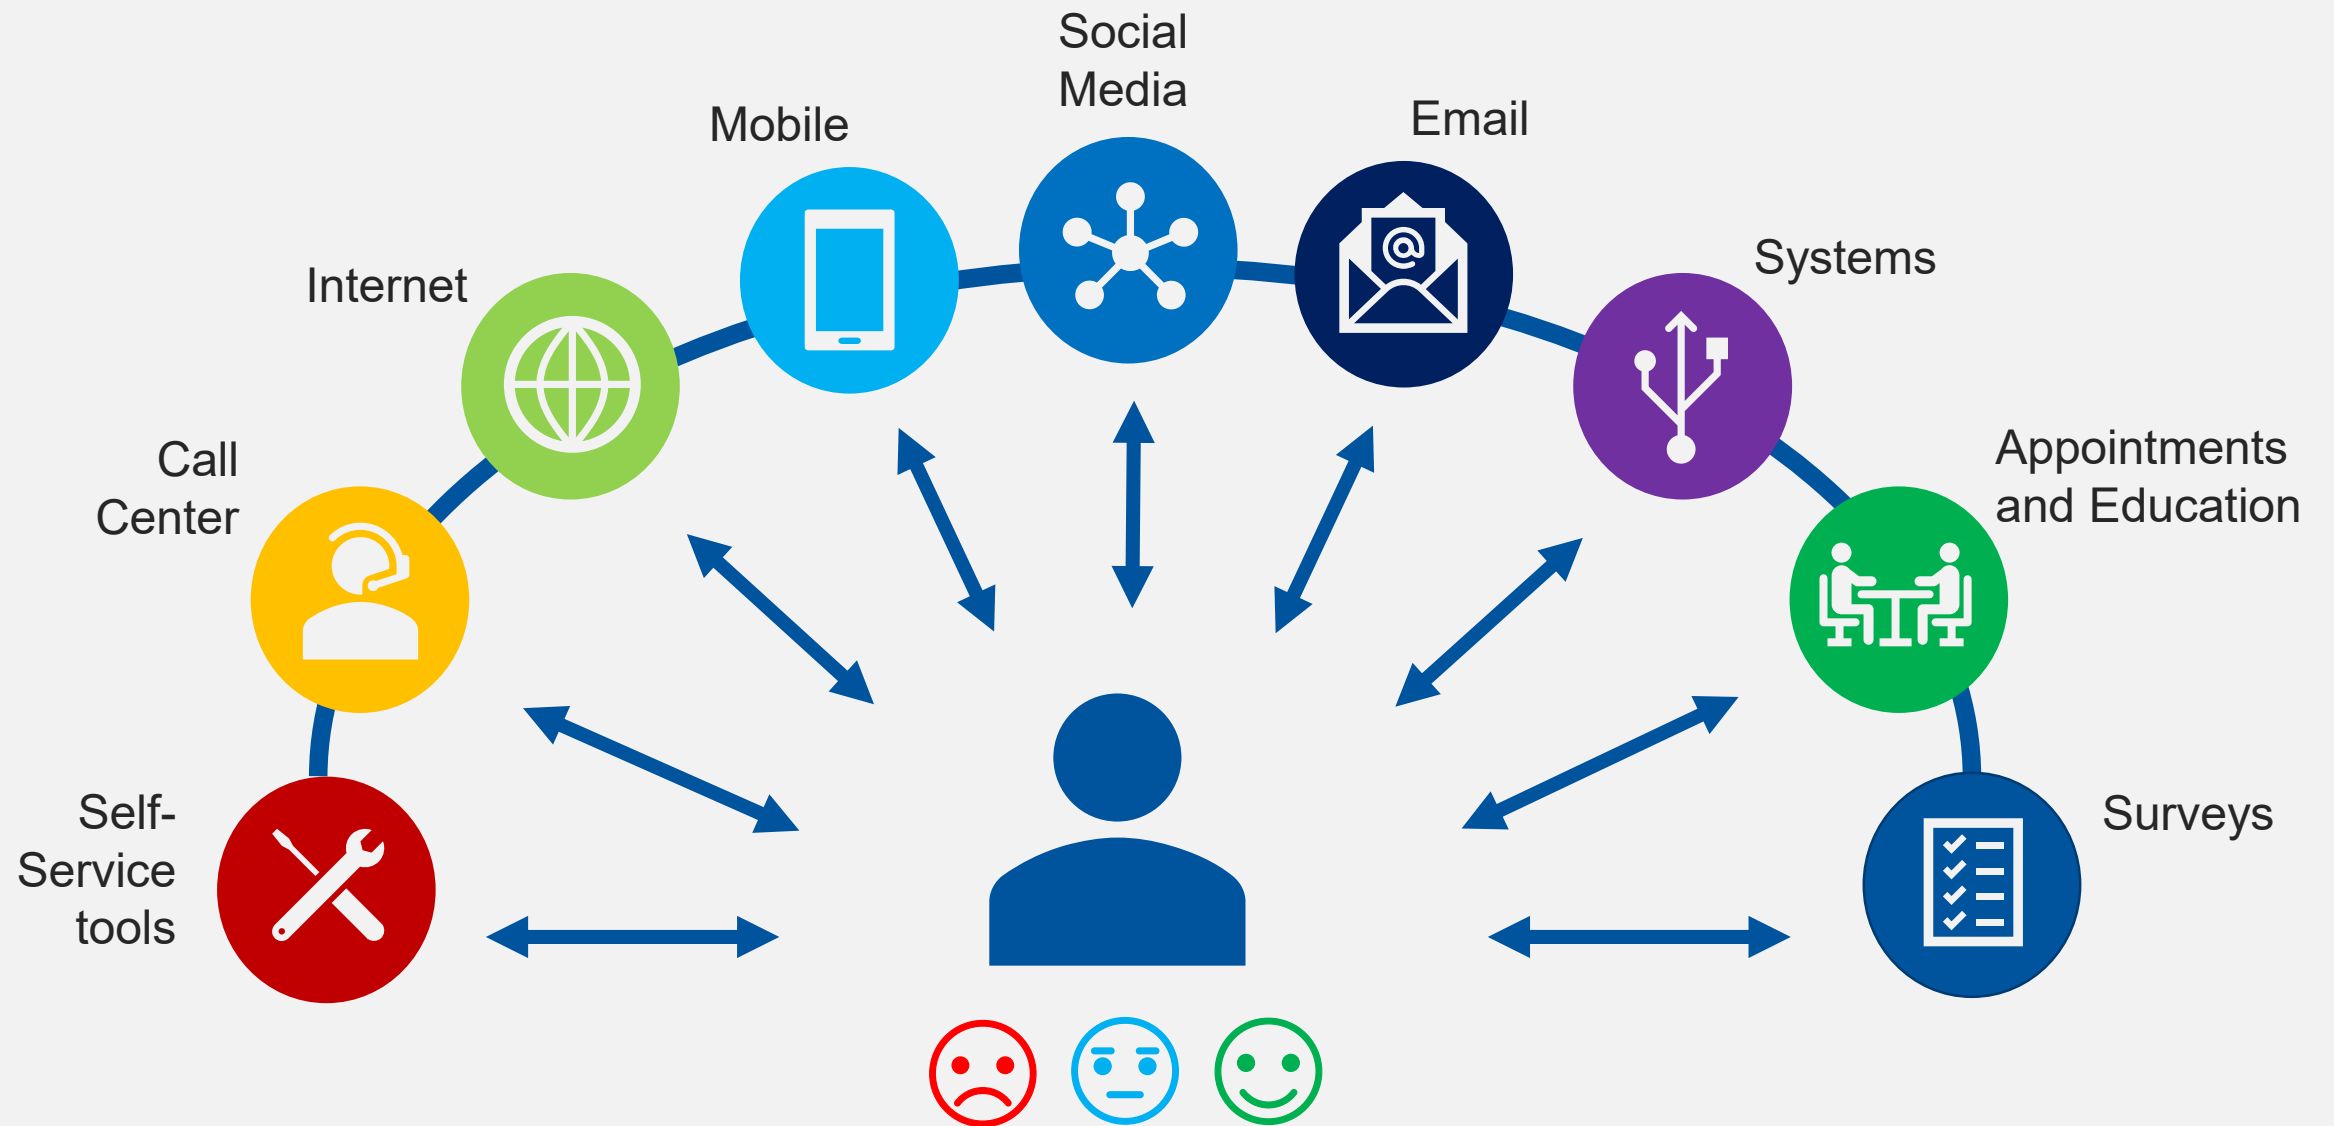 Social
Media
Mobile
Email
Internet
Systems
Call
Center
Appointments
and Education
Self-
Service
tools
Surveys
@